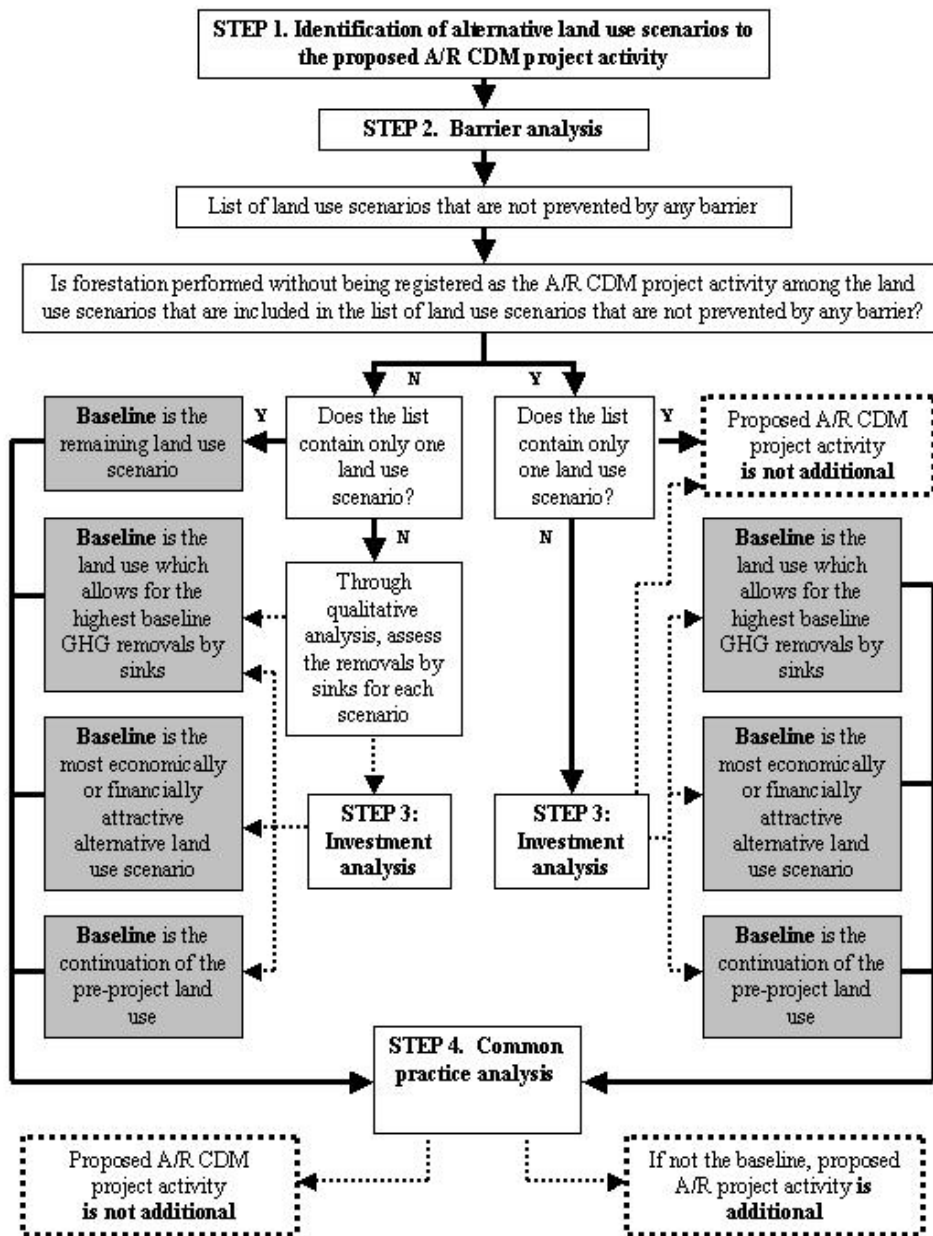 STEP 1. Identification of alternative land use scenarios to
the proposed A/R CDM project activity
STEP 2. Barrier analysis
List of land use scenarios that are not prevented by any barrier
Is forestation performed without being registered as the A/R CDM project activity among the land
use scenarios that are included in the list of land use scenarios that are not prevented by any barrier?
N
Y
Baseline is the
remaining land use
scenario
Y
Does the list
contain only one
land use
scenario?
Does the list
contain only
one land use
scenario?
Y
Proposed A/R CDM
project activity
is not additional
N
N
Baseline is the
land use which
allows for the
highest baseline
GHG removals by
sinks
Through
qualitative
analysis, assess
the removals by
sinks for each
scenario
Baseline is the
land use which
allows for the
highest baseline
GHG removals by
sinks
Baseline is the
most economically
or financially
attractive
alternative land
use scenario
STEP 3:
Investment
analysis
STEP 3:
Investment
analysis
Baseline is the
most economically
or financially
attractive
alternative land
use scenario
Baseline is the
continuation of the
pre-project land
use
Baseline is the
continuation of the
pre-project land
use
STEP 4. Common
practice analysis
Proposed A/R CDM
project activity
is not additional
If not the baseline, proposed
A/R project activity is
additional